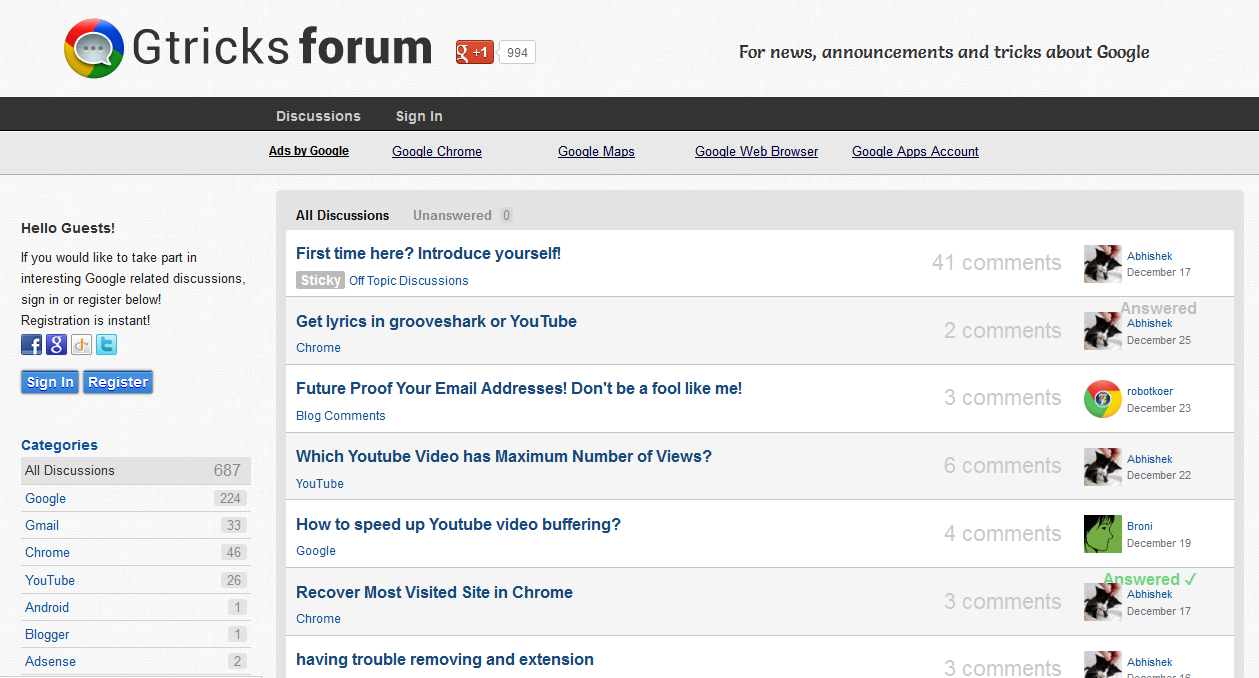 Gtricks forum
g +1 994
For news, announcements and tricks about Google
Discussions Sign In
Ads by Google Google Chrome Google Maps Google Web Browser Google Apps Account
Hello Guests!
If you would like to take part in
interesting Google related discussions,
sign in or register below!
Registration is instant!
Sign In Register
Categories
All Discussions 687
Google 224
Gmail 33
Chrome 46
YouTube 26
Android 1
Blogger 1
Adsense 2
All Discussions Unanswered 0
First time here? Introduce yourself!
Sticky Off Topic Discussions
41 comments
Abhishek
December 17
Get lyrics in grooveshark or YouTube
Chrome
2 comments
Answered
Abhishek
December 25
Future Proof Your Email Addresses! Don't be a fool like me!
Blog Comments
3 comments
robotkoer
December 23
Which Youtube Video has Maximum Number of Views?
YouTube
6 comments
Abhishek
December 22
How to speed up Youtube video buffering?
Google
4 comments
Broni
December 19
Recover Most Visited Site in Chrome
Chrome
3 comments
Answered ✓
Abhishek
December 17
having trouble removing and extension
3 comments
Abhishek
December 16